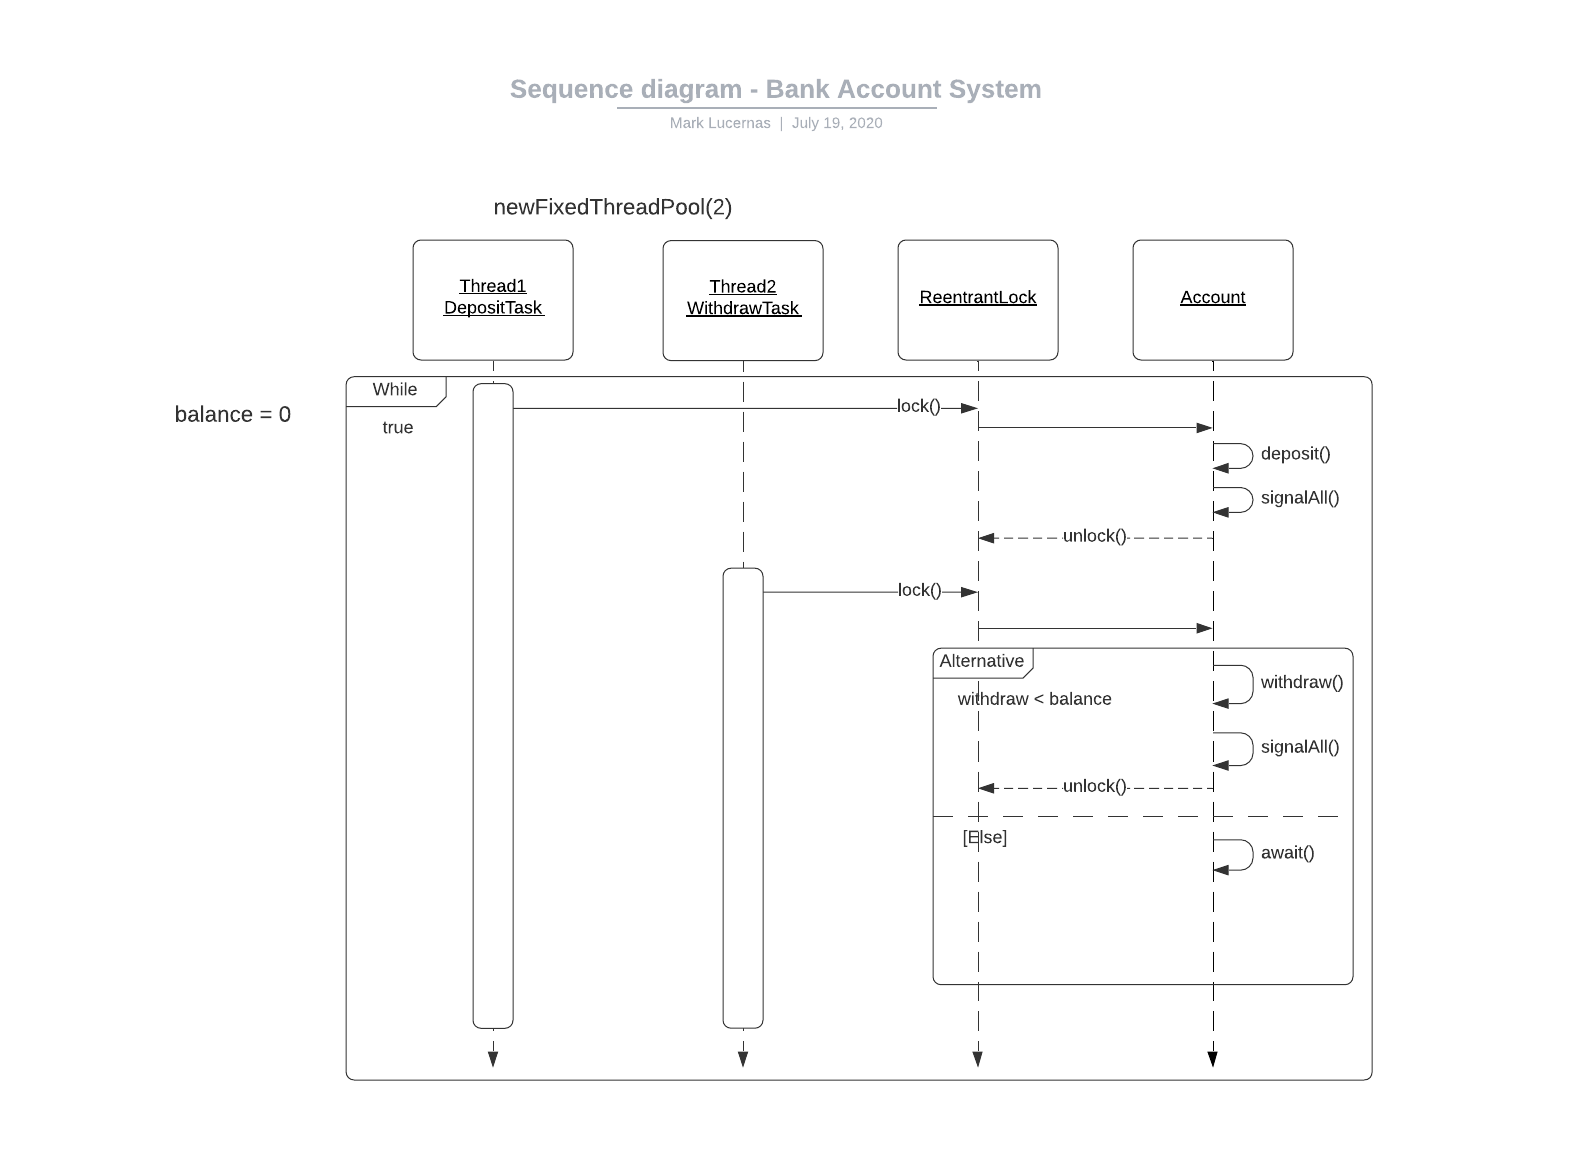 Sequence diagram - Bank Account System
Mark Lucernas | July 19, 2020
newFixedThreadPool(2)
Thread1
DepositTask
Thread2
WithdrawTask
ReentrantLock
Account
While
balance = 0
true
lock()
deposit()
signalAll()
unlock()
lock()
Alternative
withdraw()
withdraw < balance
signalAll()
unlock()
[Else]
await()